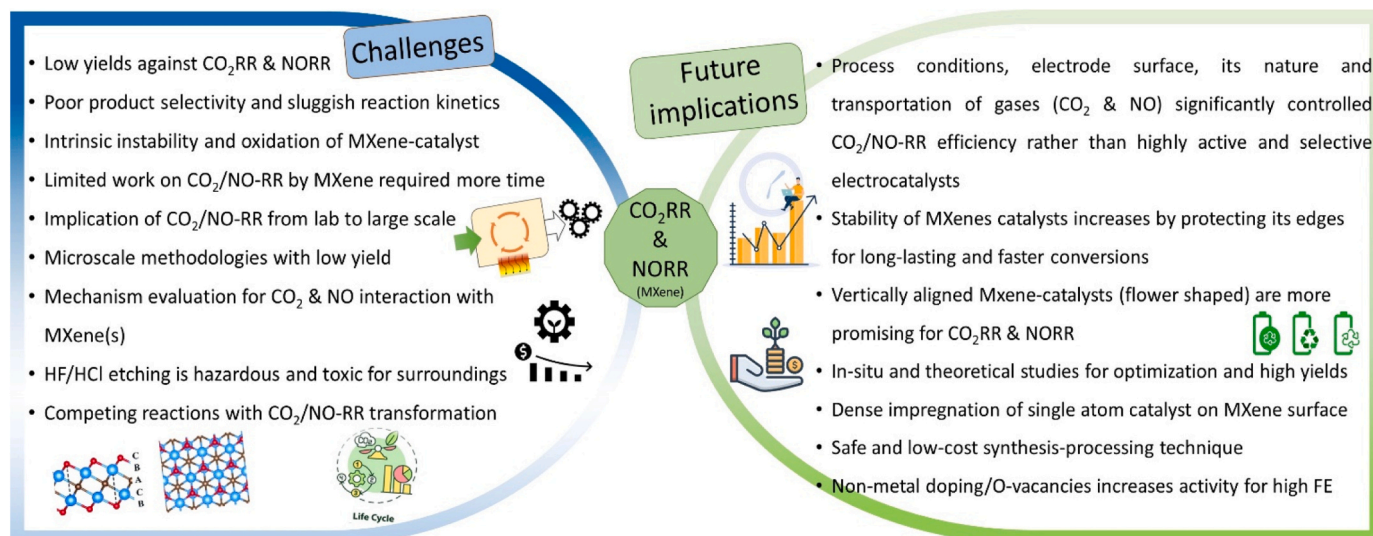 Challenges
• Low yields against CO₂RR & NORR
• Poor product selectivity and sluggish reaction kinetics
• Intrinsic instability and oxidation of MXene-catalyst
• Limited work on CO₂/NO-RR by MXene required more time
• Implication of CO₂/NO-RR from lab to large scale
• Microscale methodologies with low yield
• Mechanism evaluation for CO₂ & NO interaction with
MXene(s)
• HF/HCl etching is hazardous and toxic for surroundings
• Competing reactions with CO₂/NO-RR transformation
C
B
A
C
B
CO₂
1
2
3
4
Life Cycle
$
CO₂RR
&
NORR
(MXene)
Future
implications
• Process conditions, electrode surface, its nature and
transportation of gases (CO₂ & NO) significantly controlled
CO₂/NO-RR efficiency rather than highly active and selective
electrocatalysts
• Stability of MXenes catalysts increases by protecting its edges
for long-lasting and faster conversions
• Vertically aligned Mxene-catalysts (flower shaped) are more
promising for CO₂RR & NORR
• In-situ and theoretical studies for optimization and high yields
• Dense impregnation of single atom catalyst on MXene surface
• Safe and low-cost synthesis-processing technique
• Non-metal doping/O-vacancies increases activity for high FE
$